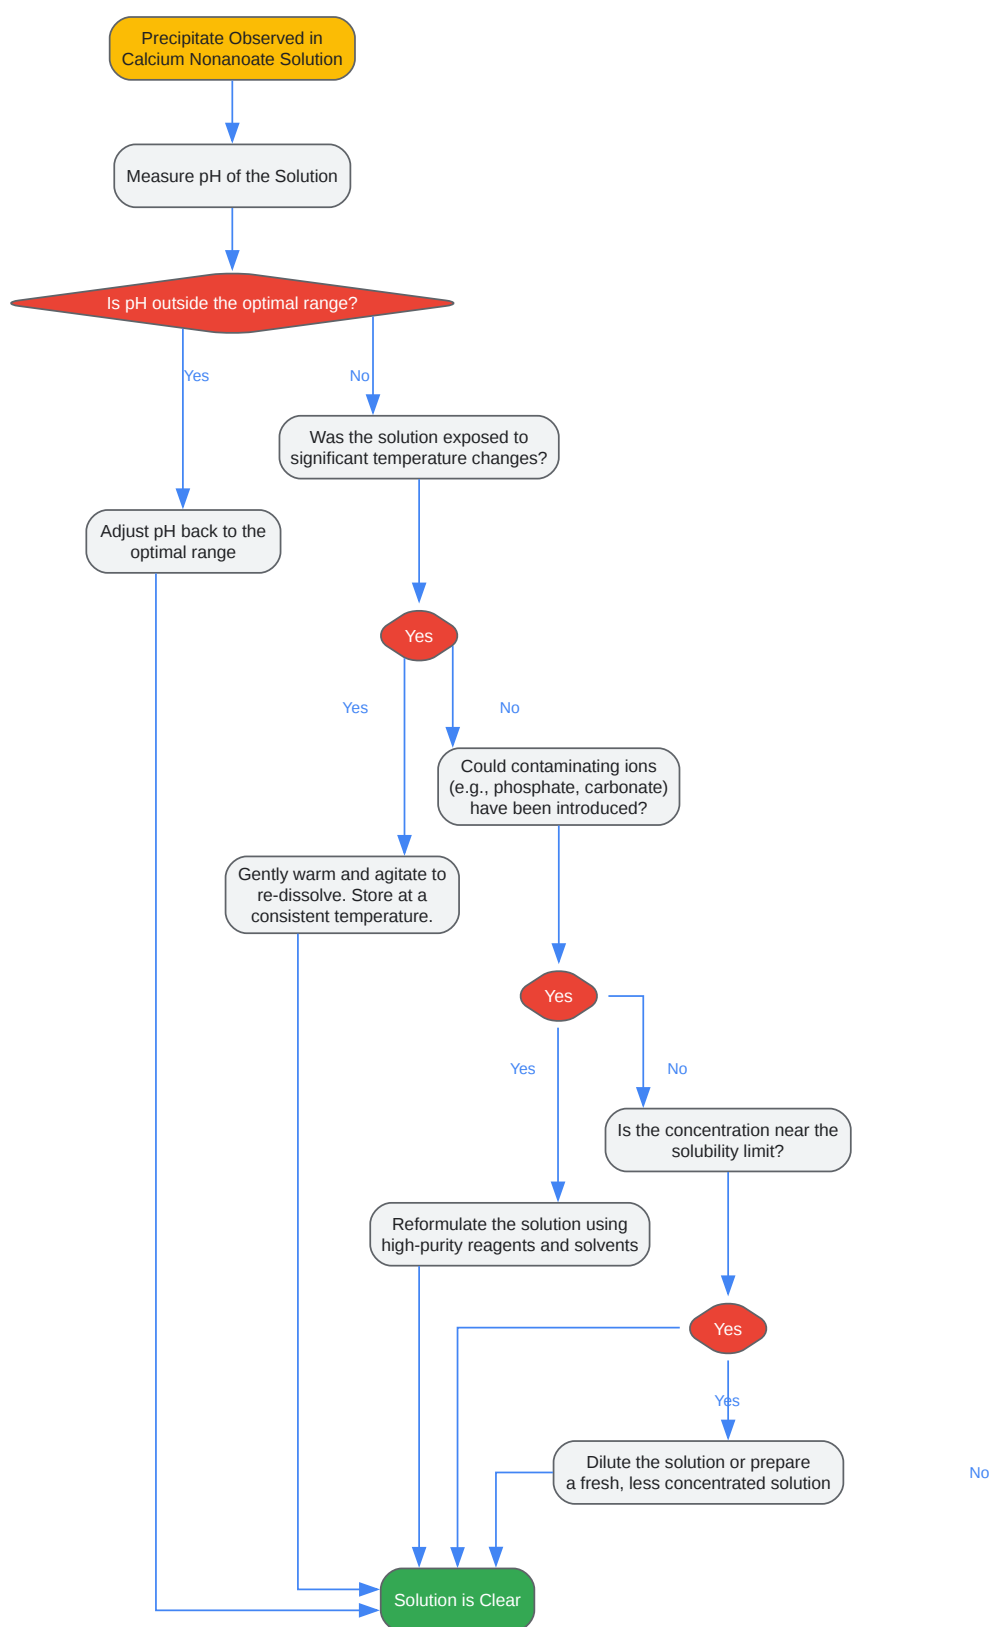 Precipitate Observed in
Calcium Nonanoate Solution
Measure pH of the Solution
Is pH outside the optimal range?
Yes
No
Was the solution exposed to
significant temperature changes?
Adjust pH back to the
optimal range
Yes
Yes
No
Could contaminating ions
(e.g., phosphate, carbonate)
have been introduced?
Gently warm and agitate to
re-dissolve. Store at a
consistent temperature.
Yes
Yes
No
Is the concentration near the
solubility limit?
Reformulate the solution using
high-purity reagents and solvents
Yes
Yes
Dilute the solution or prepare
a fresh, less concentrated solution
No
Solution is Clear